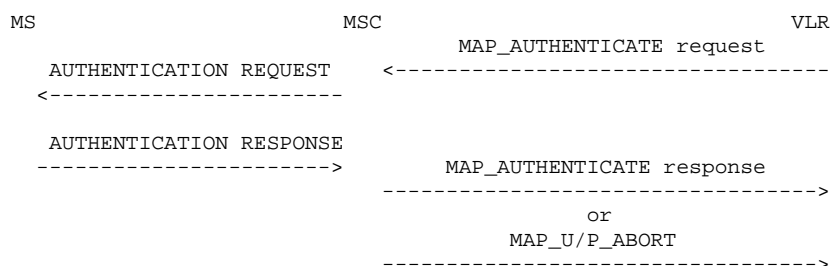 MS MSC VLR
MAP_AUTHENTICATE request
AUTHENTICATION REQUEST <----------------------------------
<------------------------
AUTHENTICATION RESPONSE
-----------------------> MAP_AUTHENTICATE response
---------------------------------->
or
MAP_U/P_ABORT
---------------------------------->